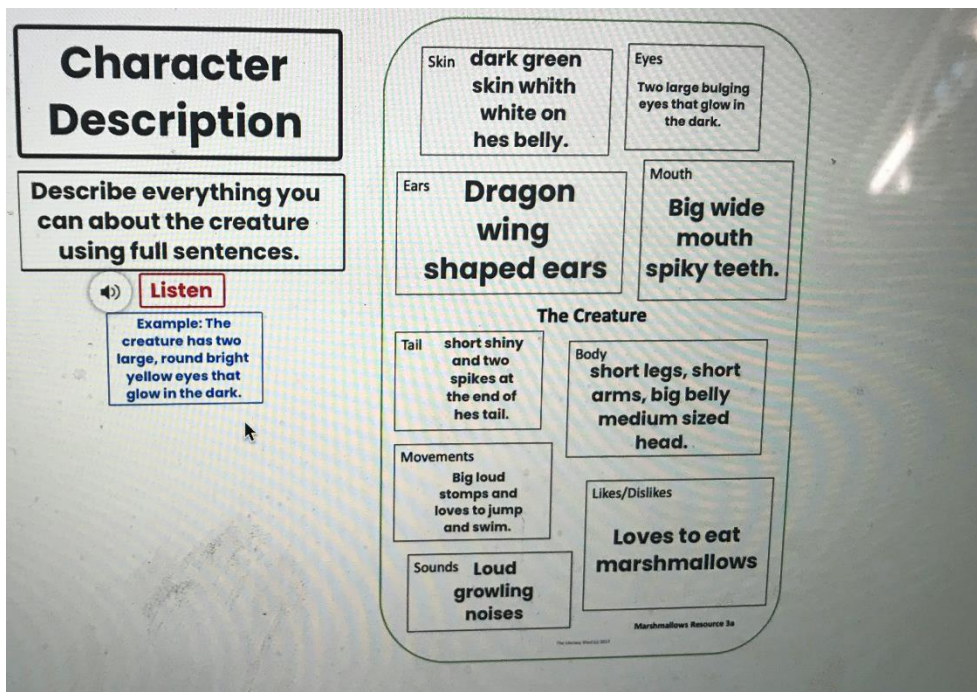 Character
Description
Describe everything you
can about the creature
using full sentences.
Listen
Example: The
creature has two
large, round bright
yellow eyes that
glow in the dark.
Skin dark green
skin whith
white on
hes belly.
Eyes
Two large bulging
eyes that glow in
the dark.
Ears Dragon
wing
shaped ears
Mouth
Big wide
mouth
spiky teeth.
The Creature
Tail short shiny
and two
spikes at
the end of
hes tail.
Body
short legs, short
arms, big belly
medium sized
head.
Movements
Big loud
stomps and
loves to jump
and swim.
Likes/Dislikes
Loves to eat
marshmallows
Sounds Loud
growling
noises
Marshmallows Resource 3a